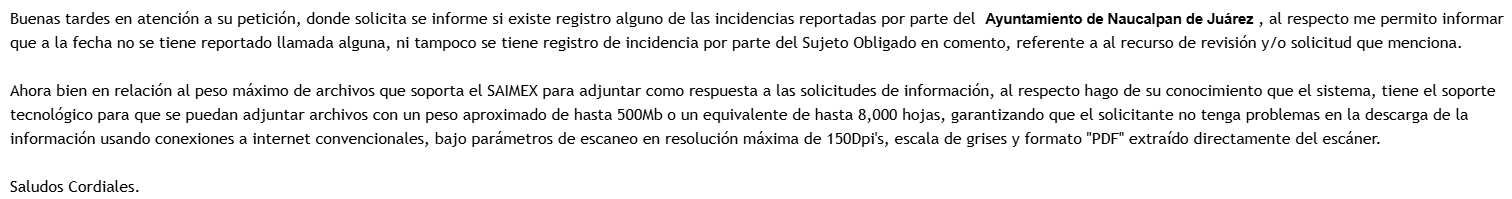 Buenas tardes en atención a su petición, donde solicita se informe si existe registro alguno de las incidencias reportadas por parte del Ayuntamiento de Naucalpan de Juárez , al respecto me permito informar
que a la fecha no se tiene reportado llamada alguna, ni tampoco se tiene registro de incidencia por parte del Sujeto Obligado en comento, referente a al recurso de revisión y/o solicitud que menciona.
Ahora bien en relación al peso máximo de archivos que soporta el SAIMEX para adjuntar como respuesta a las solicitudes de información, al respecto hago de su conocimiento que el sistema, tiene el soporte
tecnológico para que se puedan adjuntar archivos con un peso aproximado de hasta 500Mb o un equivalente de hasta 8,000 hojas, garantizando que el solicitante no tenga problemas en la descarga de la
información usando conexiones a internet convencionales, bajo parámetros de escaneo en resolución máxima de 150Dpi's, escala de grises y formato "PDF" extraído directamente del escáner.
Saludos Cordiales.